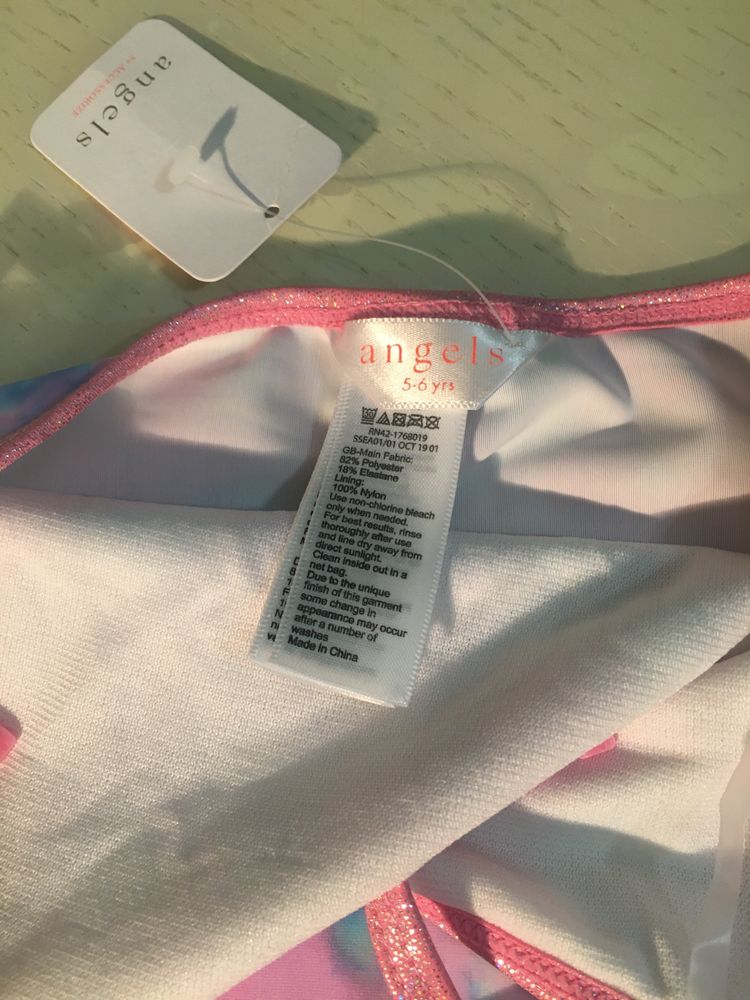 angels
BY ACCESSORIZE
angels
5-6 yrs
RN42-1768019
SSEA01/01 OCT 19 01
GB-Main Fabric:
82% Polyester
18% Elastane
Lining:
100% Nylon
Use non-chlorine bleach
only when needed.
For best results, rinse
thoroughly after use
and line dry away from
direct sunlight.
Clean inside out in a
net bag.
Due to the unique
finish of this garment
some change in
appearance may occur
after a number of
washes
Made in China